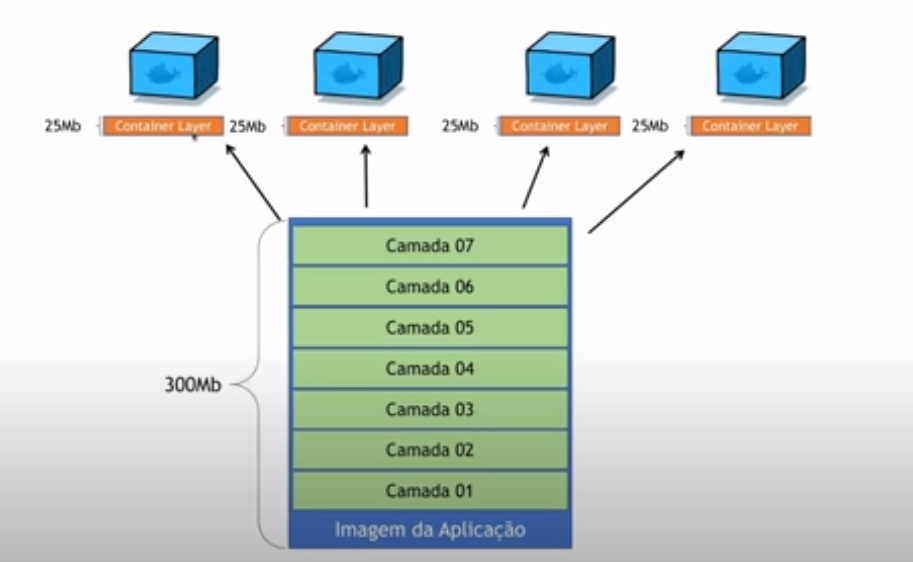 25Mb Container Layer 25Mb Container Layer 25Mb Container Layer 25Mb Container Layer
Camada 07
Camada 06
Camada 05
Camada 04
300Mb
Camada 03
Camada 02
Camada 01
Imagem da Aplicação